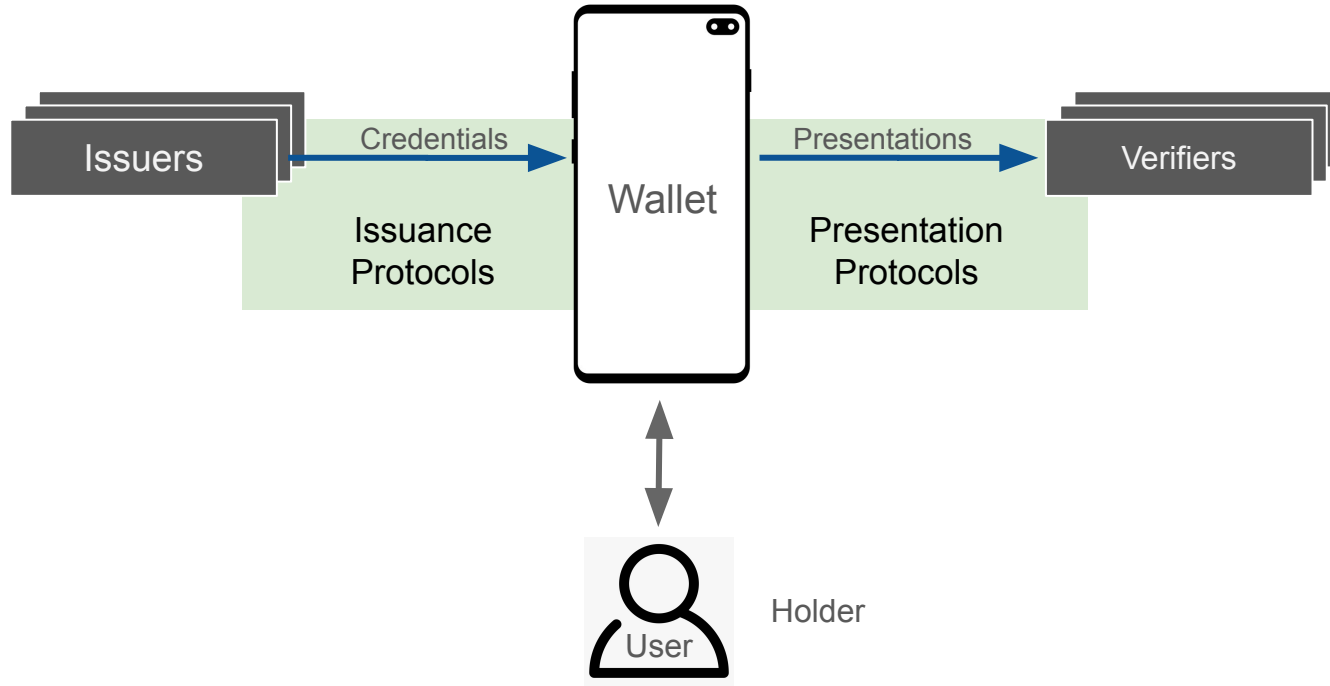 Issuers
Credentials
Issuance
Protocols
Wallet
Presentations
Presentation
Protocols
Verifiers
User
Holder